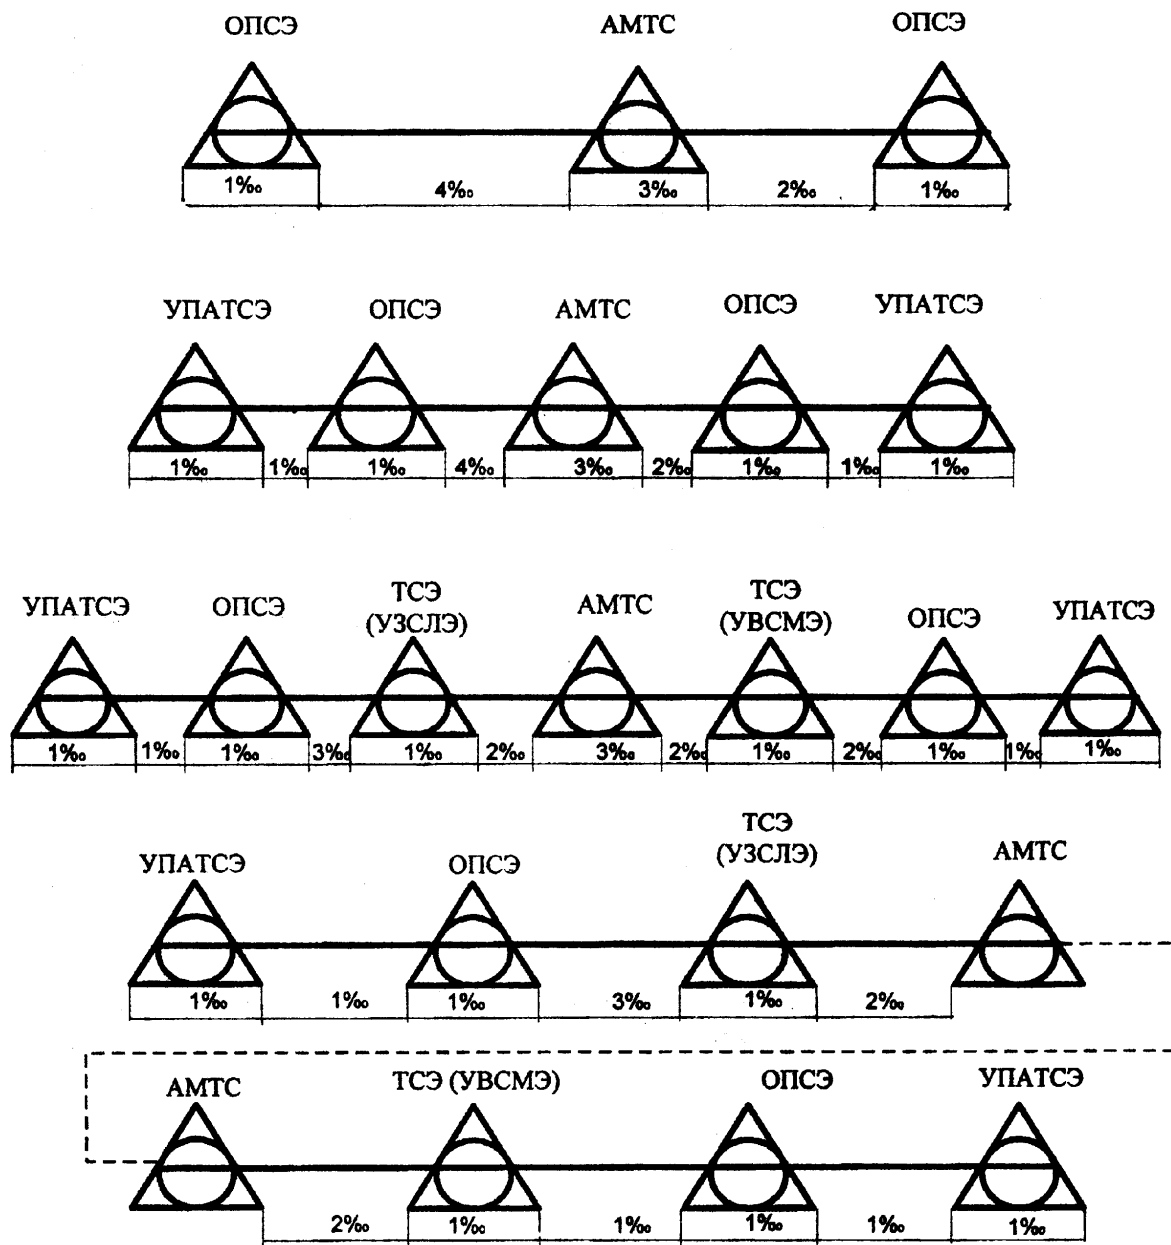 ОПСЭ АМТС ОПСЭ
1‰ 4‰ 3‰ 2‰ 1‰
УПАТСЭ ОПСЭ АМТС ОПСЭ УПАТСЭ
1‰ 1‰ 1‰ 4‰ 3‰ 2‰ 1‰ 1‰ 1‰
УПАТСЭ ОПСЭ ТСЭ (УЗСЛЭ) АМТС ТСЭ (УВСМЭ) ОПСЭ УПАТСЭ
1‰ 1‰ 1‰ 3‰ 1‰ 2‰ 3‰ 2‰ 1‰ 2‰ 1‰ 1‰ 1‰
УПАТСЭ ОПСЭ ТСЭ (УЗСЛЭ) АМТС
1‰ 1‰ 1‰ 3‰ 1‰ 2‰
АМТС ТСЭ (УВСМЭ) ОПСЭ УПАТСЭ
2‰ 1‰ 1‰ 1‰ 1‰ 1‰